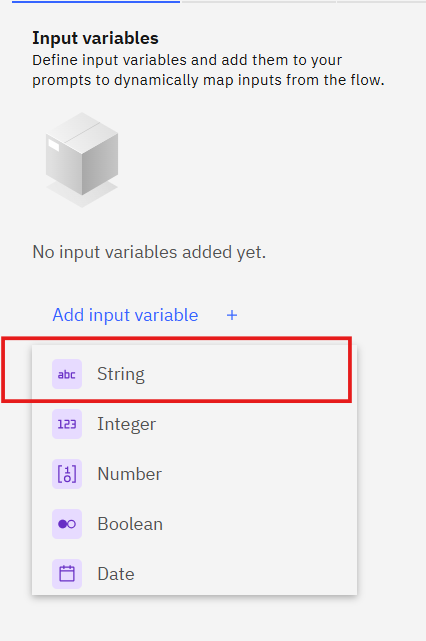 Input variables
Define input variables and add them to your
prompts to dynamically map inputs from the flow.
No input variables added yet.
Add input variable +
abc String
123 Integer
[1 0] Number
Boolean
Date